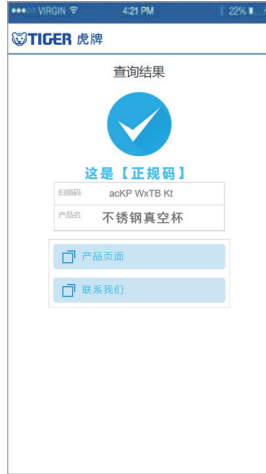 VIRGIN 4:21 PM 22%
TIGER 虎牌
查询结果
这是【正规码】
扫描码 acKP WxTB Kt
产品名 不锈钢真空杯
产品页面
联系我们